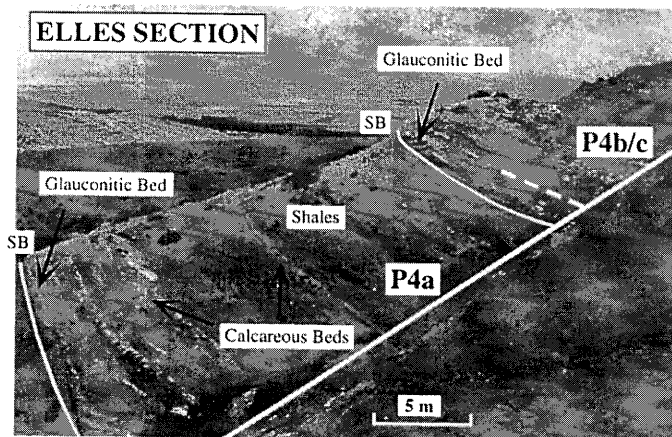 ELLES SECTION
Glauconitic Bed
SB
P4b/c
Glauconitic Bed
Shales
SB
P4a
Calcareous Beds
5 m